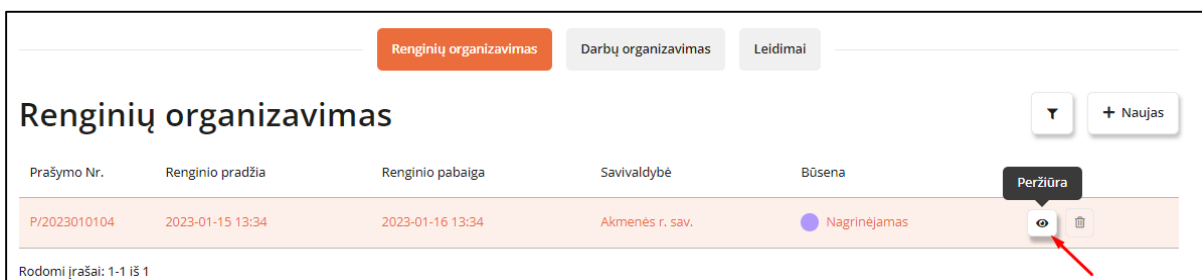 Renginių organizavimas Darbų organizavimas Leidimai
Renginių organizavimas
+ Naujas
Prašymo Nr. Renginio pradžia Renginio pabaiga Savivaldybė Būsena
Peržiūra
P/2023010104 2023-01-15 13:34 2023-01-16 13:34 Akmenės r. sav. Nagrinėjamas
Rodomi įrašai: 1-1 iš 1